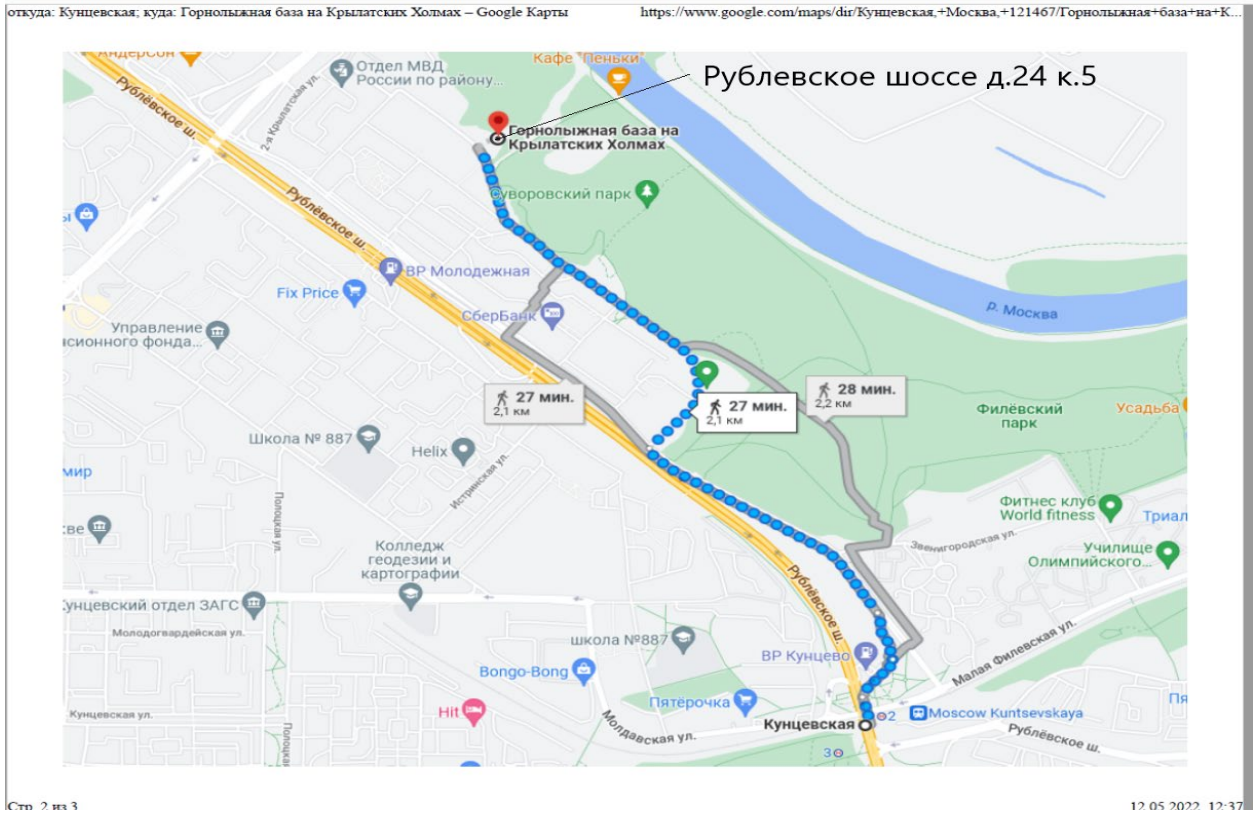 откуда: Кунцевская; куда: Горнолыжная база на Крылатских Холмах – Google Карты
https://www.google.com/maps/dir/Кунцевская,+Москва,+121467/Горнолыжная+база+на+К...
Андерсон
Отдел МВД
России по району...
Кафе "Пеньки"
Рублевское шоссе д.24 к.5
Рублёвское ш.
2-я Крылатская ул.
Горнолыжная база на
Крылатских Холмах
Суворовский парк
Рублёвское ш.
BP Молодежная
Fix Price
СберБанк
р. Москва
Управление
нсионного фонда...
27 мин.
2,1 км
27 мин.
2,1 км
28 мин.
2,2 км
Филёвский
парк
Усадьба
Школа № 887
Helix
Истринская ул.
мир
Полоцкая ул.
Фитнес клуб
World fitness
Триал
Звенигородская ул.
Колледж
геодезии и
картографии
Училище
Олимпийского...
Рублёвское ш.
Кунцевский отдел ЗАГС
Молодогвардейская ул.
школа №887
BP Кунцево
Малая Филевская ул.
Bongo-Bong
Пятёрочка
Hit
Кунцевская ул.
Полоцкая
Молдавская ул.
Кунцевская
2
Moscow Kuntsevskaya
Рублёвское ш.
3
Стр. 2 из 3
12.05.2022, 12:37